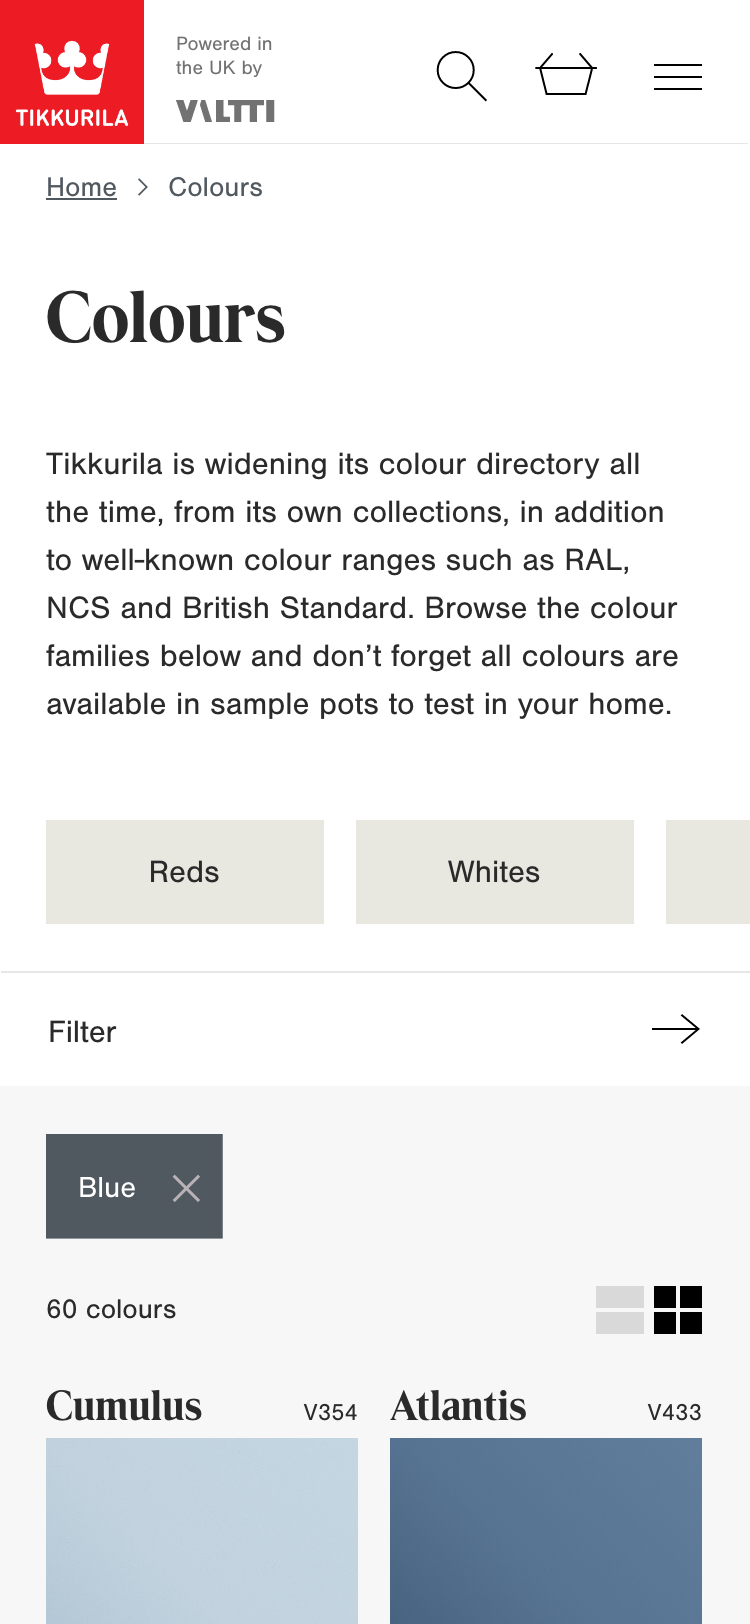 TIKKURILA
Powered in
the UK by
VALTTI
Home > Colours
Colours
Tikkurila is widening its colour directory all
the time, from its own collections, in addition
to well-known colour ranges such as RAL,
NCS and British Standard. Browse the colour
families below and don’t forget all colours are
available in sample pots to test in your home.
Reds
Whites
Filter
Blue
60 colours
Cumulus V354
Atlantis V433